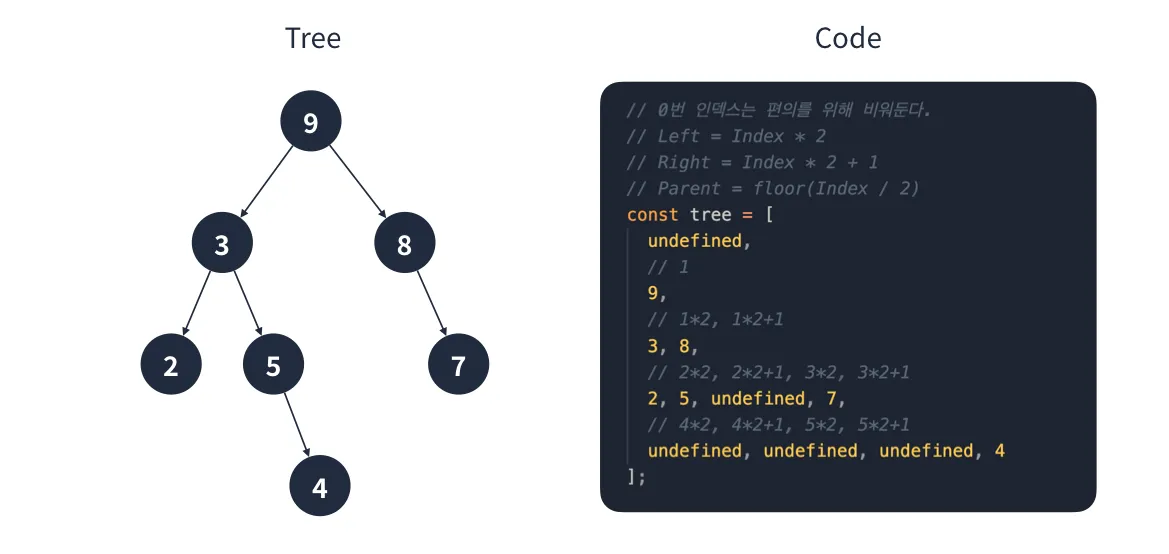 Tree
9
3
8
2
5
7
4
Code
// 0번 인덱스는 편의를 위해 비워둔다.
// Left = Index * 2
// Right = Index * 2 + 1
// Parent = floor(Index / 2)
const tree = [
undefined,
// 1
9,
// 1*2, 1*2+1
3, 8,
// 2*2, 2*2+1, 3*2, 3*2+1
2, 5, undefined, 7,
// 4*2, 4*2+1, 5*2, 5*2+1
undefined, undefined, undefined, 4
];